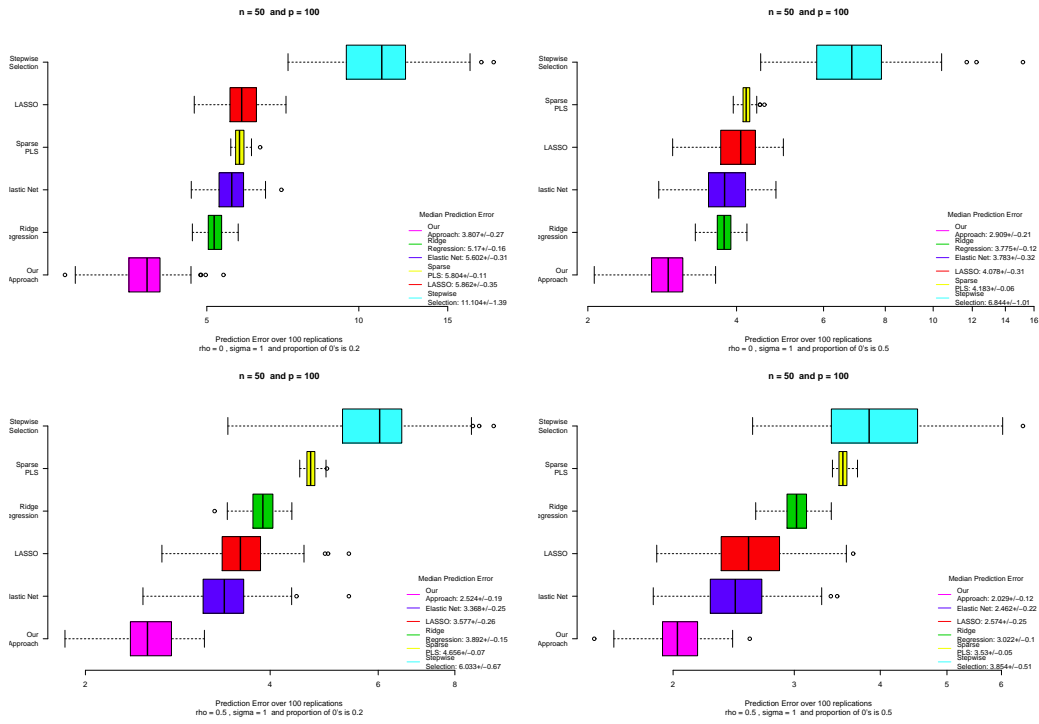 n = 50 and p = 100
Stepwise
Selection
LASSO
Sparse
PLS
lastic Net
Ridge
gression
Our
Approach
Median Prediction Error
Our
Approach: 3.807+/-0.27
Ridge
Regression: 5.17+/-0.16
Elastic Net: 5.602+/-0.31
Sparse
PLS: 5.804+/-0.11
LASSO: 5.862+/-0.35
Stepwise
Selection: 11.104+/-1.39
5 10 15
Prediction Error over 100 replications
rho = 0 , sigma = 1 and proportion of 0's is 0.2
n = 50 and p = 100
Stepwise
Selection
Sparse
PLS
LASSO
lastic Net
Ridge
gression
Our
Approach
Median Prediction Error
Our
Approach: 2.909+/-0.21
Ridge
Regression: 3.775+/-0.12
Elastic Net: 3.783+/-0.32
LASSO: 4.078+/-0.31
Sparse
PLS: 4.183+/-0.06
Stepwise
Selection: 6.844+/-1.01
2 4 6 8 10 12 14 16
Prediction Error over 100 replications
rho = 0 , sigma = 1 and proportion of 0's is 0.5
n = 50 and p = 100
Stepwise
Selection
Sparse
PLS
Ridge
gression
LASSO
lastic Net
Our
Approach
Median Prediction Error
Our
Approach: 2.524+/-0.19
Elastic Net: 3.368+/-0.25
LASSO: 3.577+/-0.26
Ridge
Regression: 3.892+/-0.15
Sparse
PLS: 4.656+/-0.07
Stepwise
Selection: 6.033+/-0.67
2 4 6 8
Prediction Error over 100 replications
rho = 0.5 , sigma = 1 and proportion of 0's is 0.2
n = 50 and p = 100
Stepwise
Selection
Sparse
PLS
Ridge
gression
LASSO
lastic Net
Our
Approach
Median Prediction Error
Our
Approach: 2.029+/-0.12
Elastic Net: 2.462+/-0.22
LASSO: 2.574+/-0.25
Ridge
Regression: 3.022+/-0.1
Sparse
PLS: 3.53+/-0.05
Stepwise
Selection: 3.854+/-0.51
2 3 4 5 6
Prediction Error over 100 replications
rho = 0.5 , sigma = 1 and proportion of 0's is 0.5